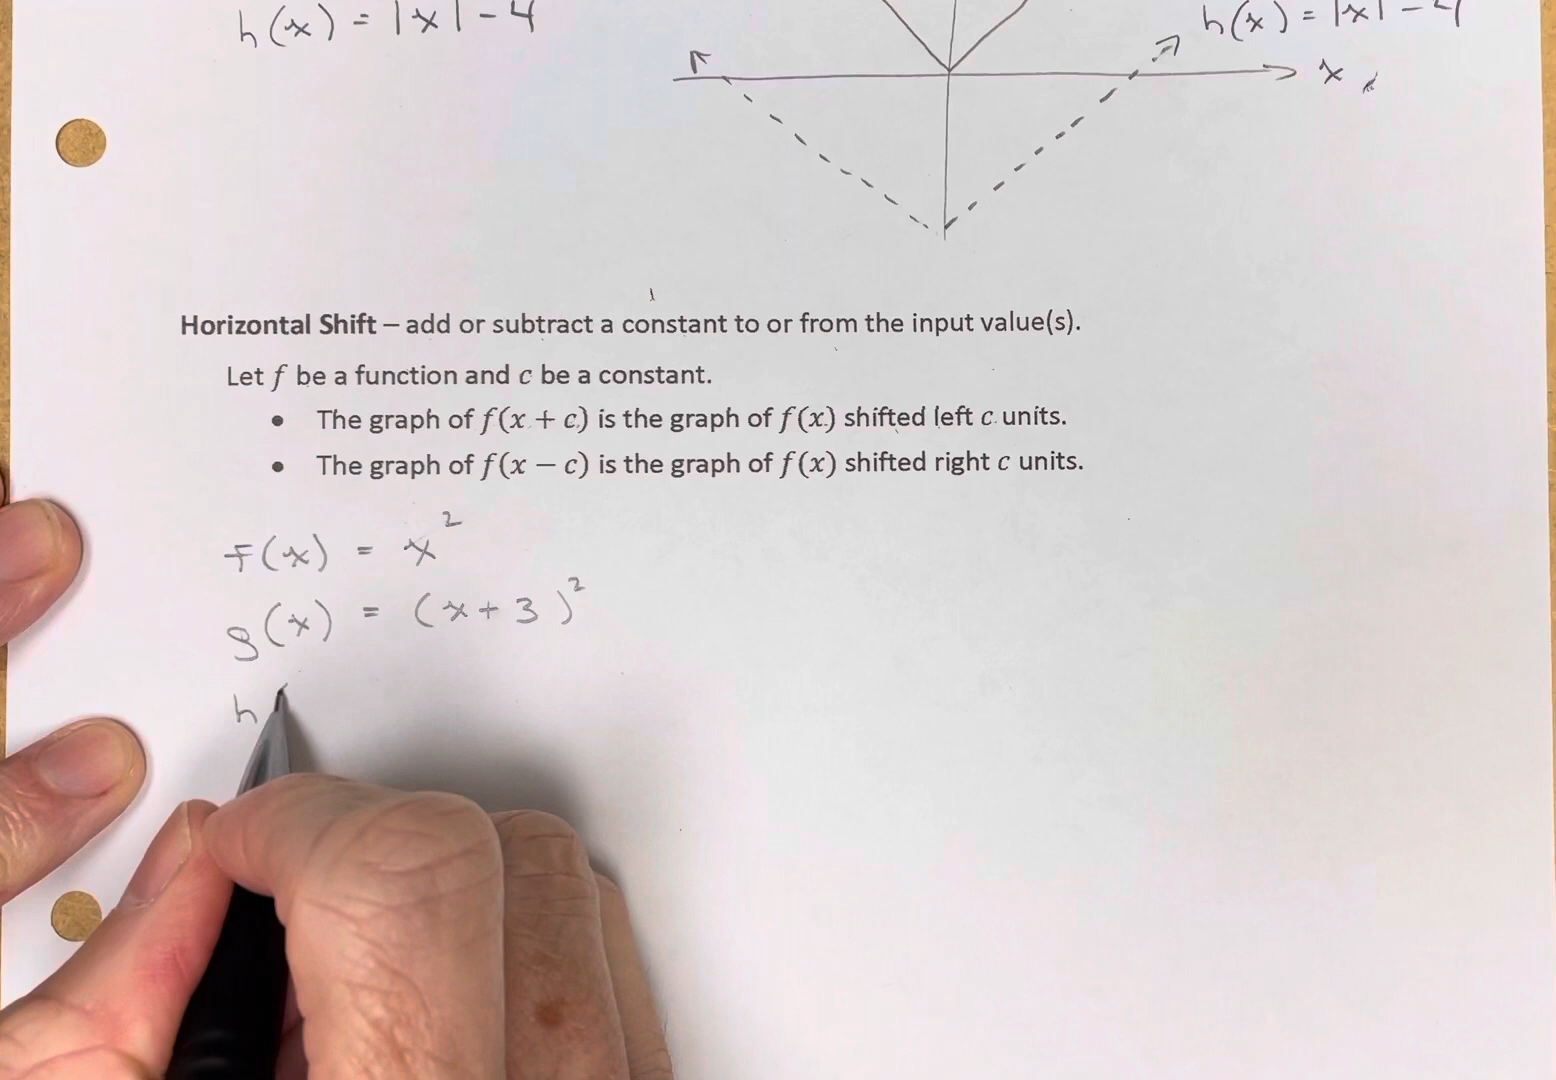 h(x) = |x| - 4
h(x) = |x| - 4
x
Horizontal Shift – add or subtract a constant to or from the input value(s).
Let f be a function and c be a constant.
• The graph of f(x + c) is the graph of f(x) shifted left c units.
• The graph of f(x − c) is the graph of f(x) shifted right c units.
f(x) = x²
g(x) = (x + 3)²
h(